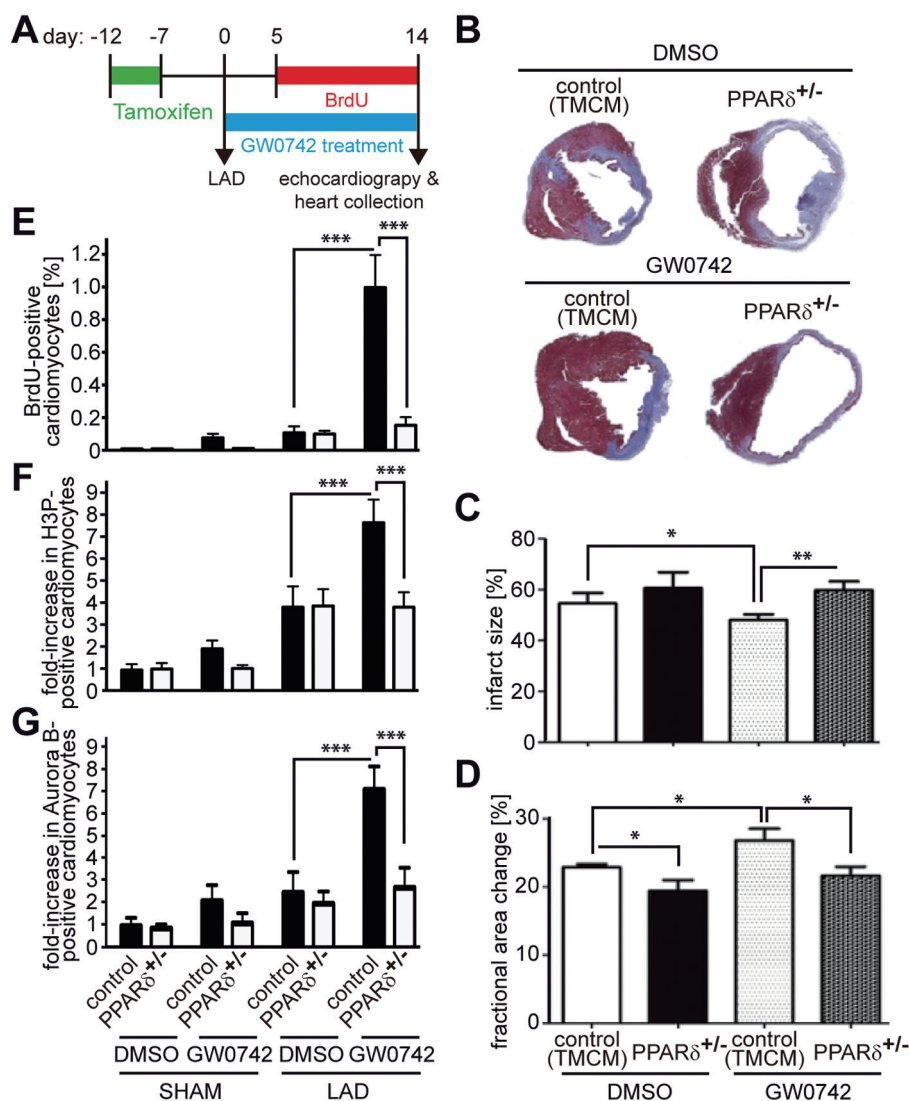 A
day: -12 -7 0 5 14
Tamoxifen
BrdU
GW0742 treatment
LAD
echocardiograpy &
heart collection
B
DMSO
control
(TMCM)
PPARδ+/-
GW0742
control
(TMCM)
PPARδ+/-
E
BrdU-positive
cardiomyocytes [%]
1.2
1.0
0.8
0.6
0.4
0.2
0
***
***
F
fold-increase in H3P-
positive cardiomyocytes
9
8
7
6
5
4
3
2
1
0
***
***
G
fold-increase in Aurora B-
positive cardiomyocytes
9
8
7
6
5
4
3
2
1
0
***
***
control PPARδ+/- control PPARδ+/- control PPARδ+/- control PPARδ+/-
DMSO GW0742 DMSO GW0742
SHAM LAD
C
infarct size [%]
80
60
40
20
0
*
**
D
fractional area change [%]
30
20
10
0
*
*
*
control
(TMCM)
PPARδ+/-
control
(TMCM)
PPARδ+/-
DMSO GW0742